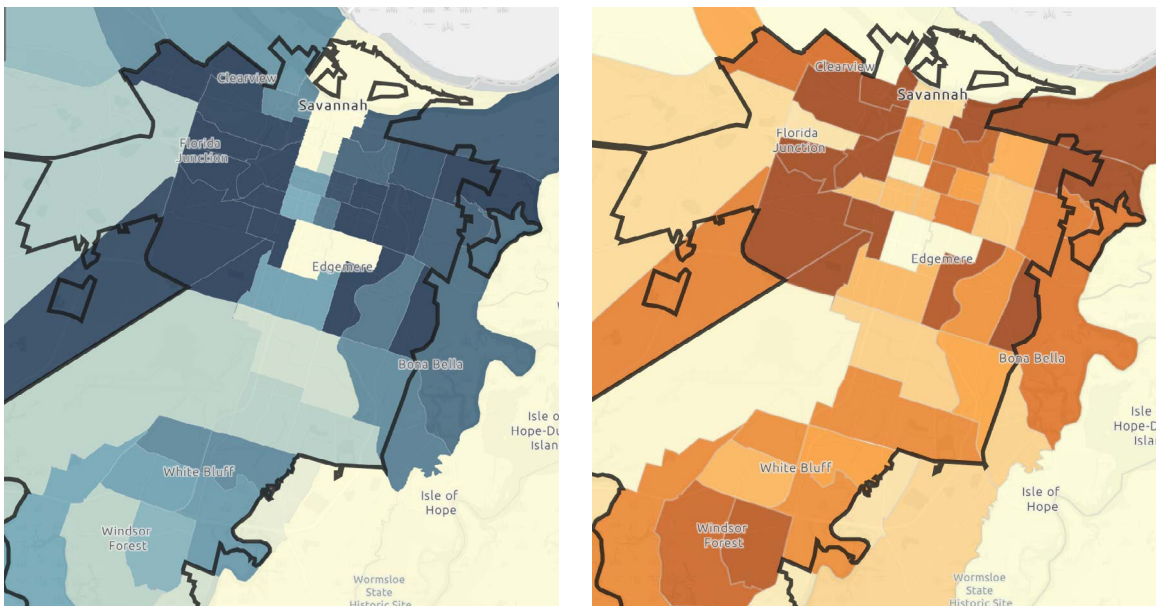 Clearview
Savannah
Florida
Junction
Edgemere
Bona Bella
Isle o
Hope-Du
Island
White Bluff
Isle of
Hope
Windsor
Forest
Wormsloe
State
Historic Site
Clearview
Savannah
Florida
Junction
Edgemere
Bona Bella
Isle
Hope-D
Islan
White Bluff
Isle of
Hope
Windsor
Forest
Wormsloe
State
Historic Site